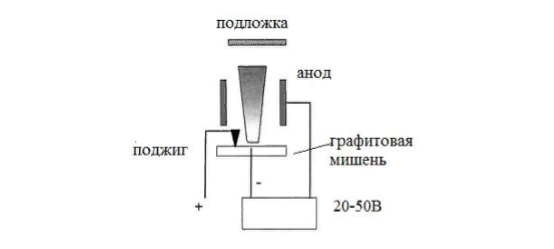 подложка
анод
поджиг
графитовая
мишень
-
+
20-50В